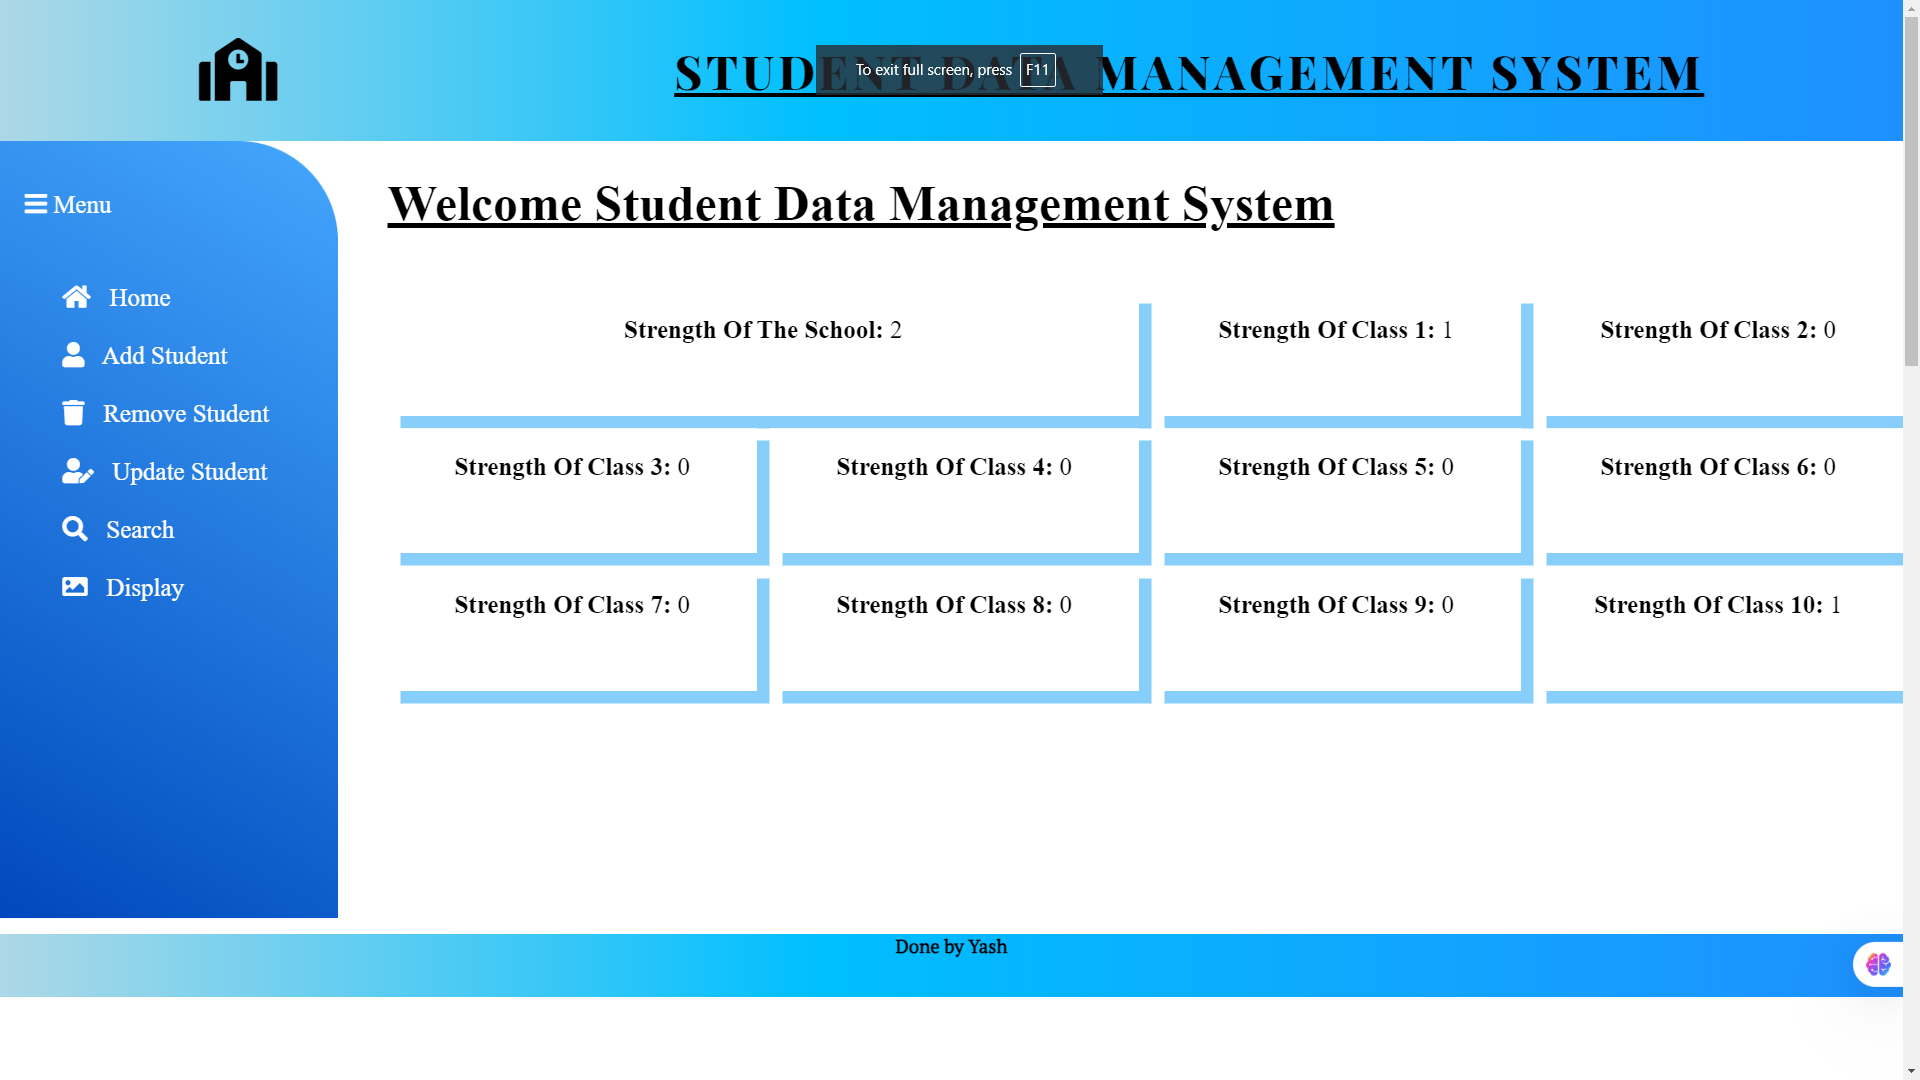 STUDENT DATA MANAGEMENT SYSTEM
To exit full screen, press F11
Menu
Home
Add Student
Remove Student
Update Student
Search
Display
Welcome Student Data Management System
Strength Of The School: 2
Strength Of Class 1: 1
Strength Of Class 2: 0
Strength Of Class 3: 0
Strength Of Class 4: 0
Strength Of Class 5: 0
Strength Of Class 6: 0
Strength Of Class 7: 0
Strength Of Class 8: 0
Strength Of Class 9: 0
Strength Of Class 10: 1
Done by Yash